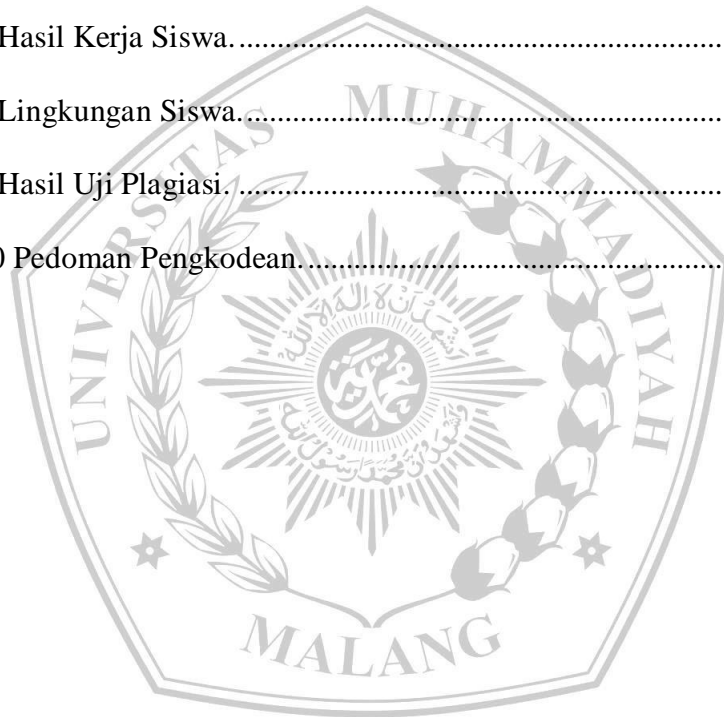 Hasil Kerja Siswa. ..................................................................
Lingkungan Siswa. ..................................................................
Hasil Uji Plagiasi. ..................................................................
0 Pedoman Pengkodean. .......................................................
UNIVERSITAS MUHAMMADIYAH
MALANG